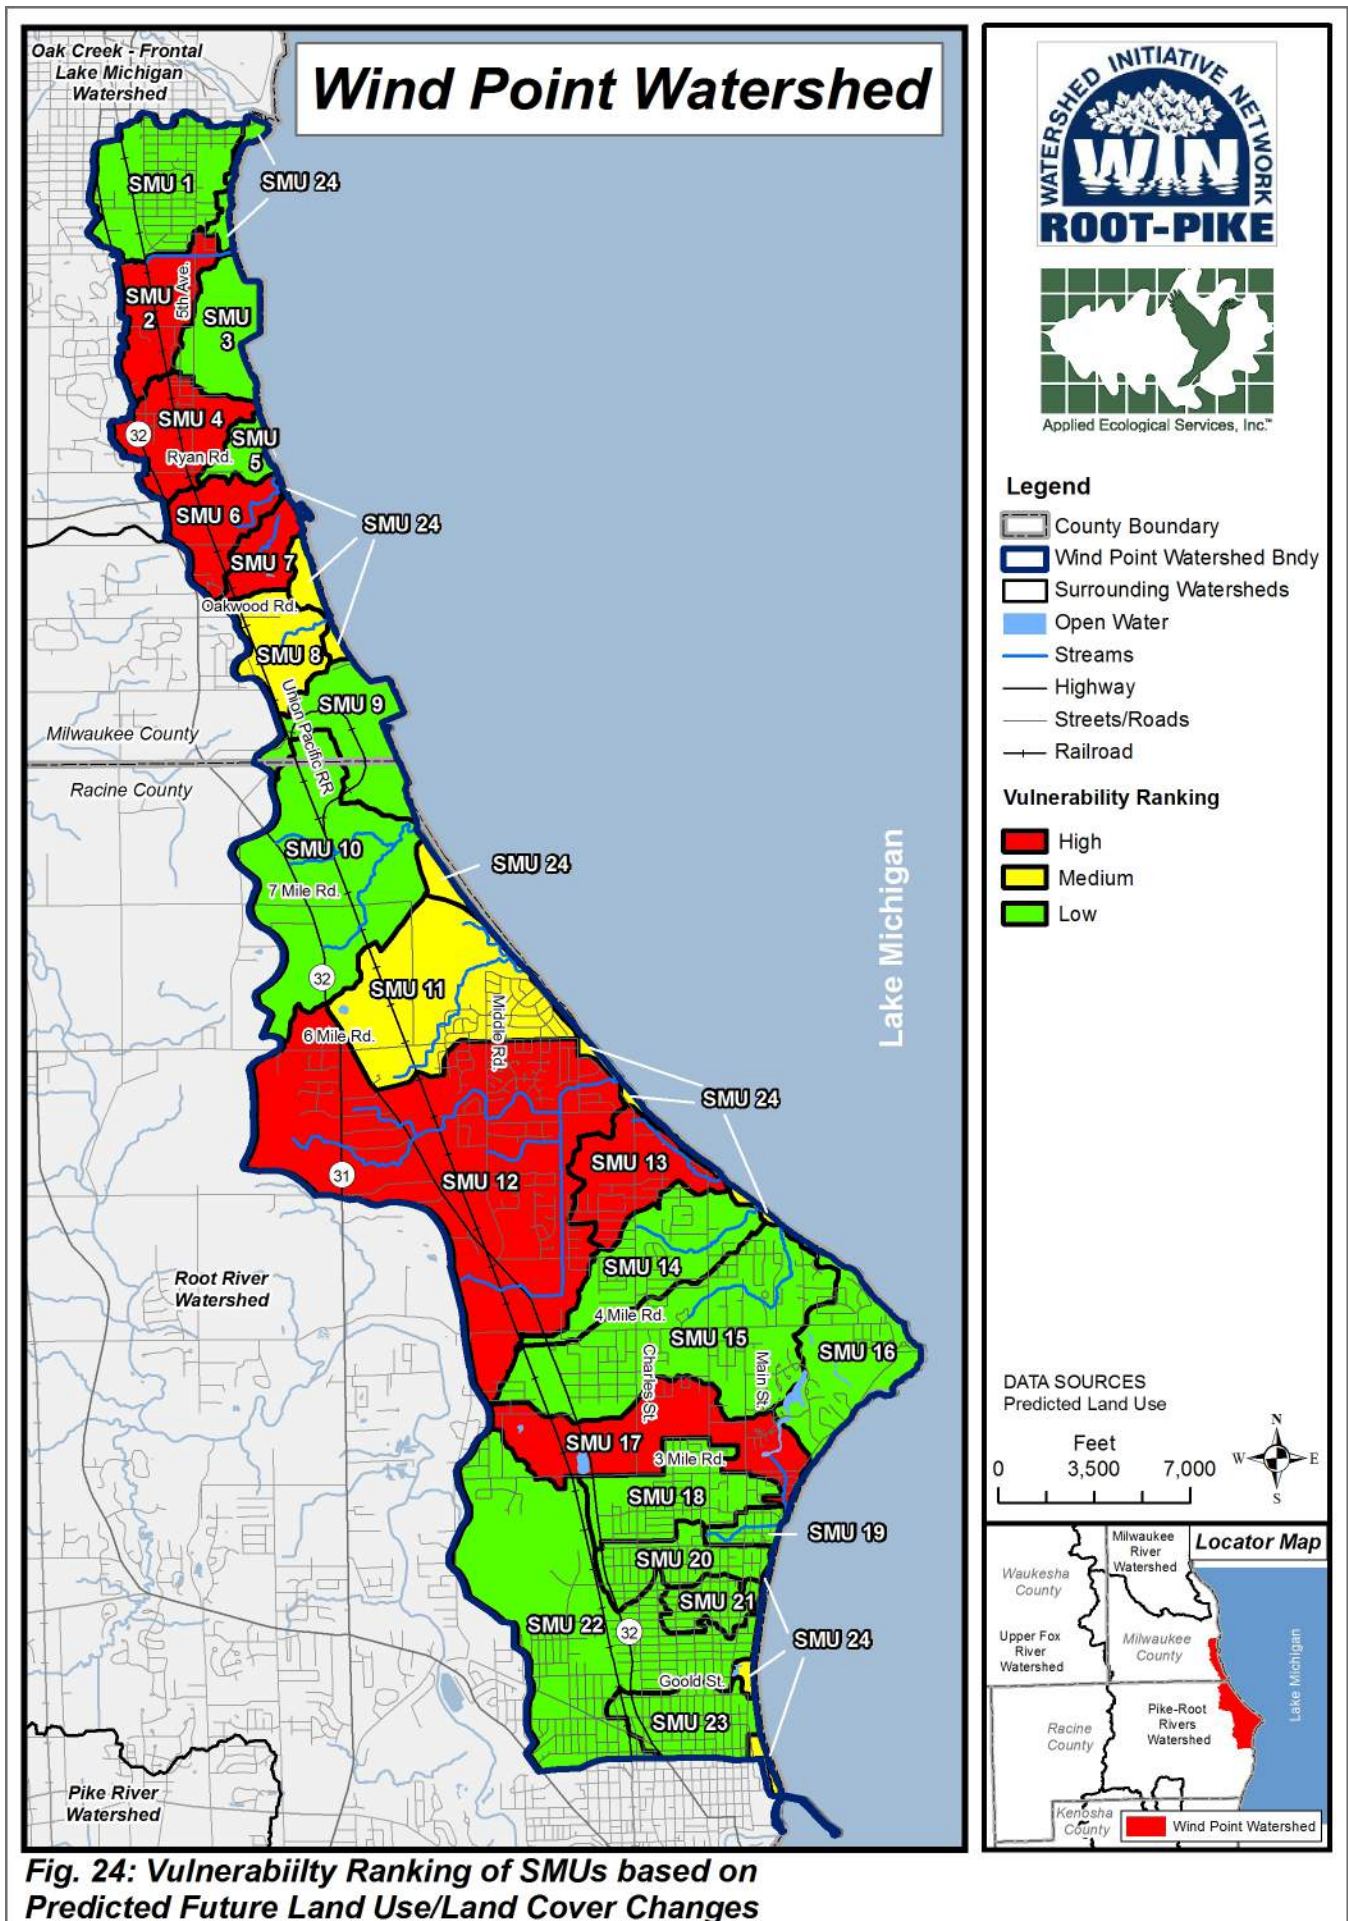 Wind Point Watershed
Oak Creek - Frontal
Lake Michigan
Watershed
SMU 1
SMU 24
SMU
2
5th Ave.
SMU
3
SMU 4
32
Ryan Rd.
SMU
5
SMU 6
SMU 24
SMU 7
Oakwood Rd.
SMU 8
Union Pacific RR
SMU 9
Milwaukee County
Racine County
SMU 10
7 Mile Rd.
SMU 24
Lake Michigan
32
SMU 11
Middle Rd.
6 Mile Rd.
SMU 24
SMU 13
31
SMU 12
Root River
Watershed
SMU 14
4 Mile Rd.
SMU 15
SMU 16
Charles St.
Main St.
SMU 17
3 Mile Rd.
SMU 18
SMU 19
SMU 20
SMU 21
SMU 22
32
SMU 24
Goold St.
SMU 23
Pike River
Watershed
WATERSHED INITIATIVE NETWORK
WIN
ROOT-PIKE
Applied Ecological Services, Inc.™
Legend
County Boundary
Wind Point Watershed Bndy
Surrounding Watersheds
Open Water
Streams
Highway
Streets/Roads
Railroad
Vulnerability Ranking
High
Medium
Low
DATA SOURCES
Predicted Land Use
Feet
0 3,500 7,000
N
W E
S
Locator Map
Milwaukee
River
Watershed
Waukesha
County
Upper Fox
River
Watershed
Milwaukee
County
Lake Michigan
Pike-Root
Rivers
Watershed
Racine
County
Kenosha
County
Wind Point Watershed
Fig. 24: Vulnerabiilty Ranking of SMUs based on
Predicted Future Land Use/Land Cover Changes